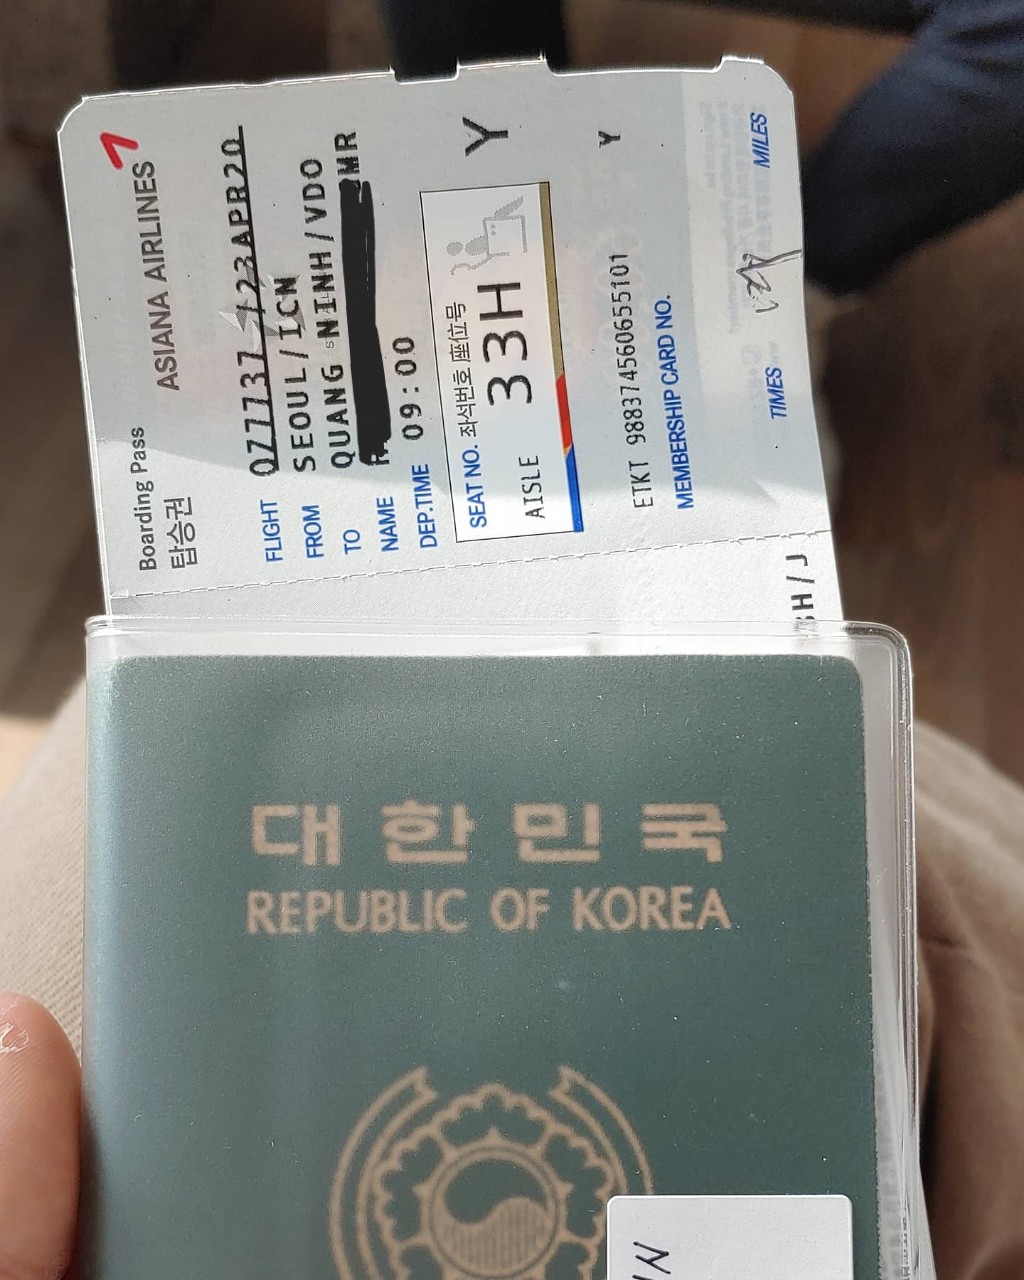 ASIANA AIRLINES
Boarding Pass
탑승권
FLIGHT OZ7737 /23APR20
FROM SEOUL/ICN
TO QUANG NINH/VDO
NAME MR
DEP.TIME 09:00
SEAT NO. 좌석번호 座位号 Y
AISLE 33H
Y
ETKT 988374560655101
MEMBERSHIP CARD NO.
TIMES MILES
H/J
대한민국
REPUBLIC OF KOREA